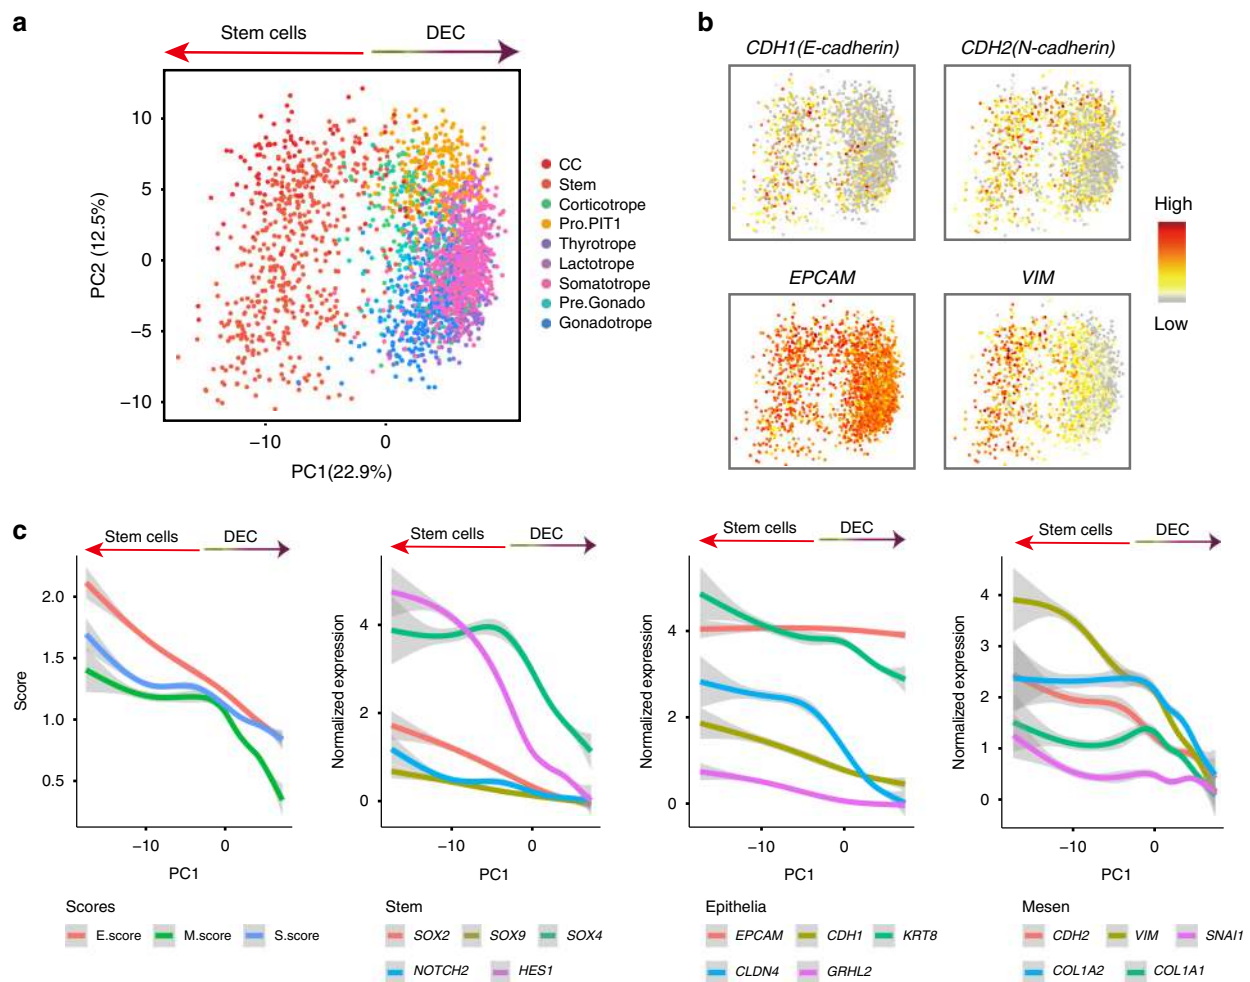 a
Stem cells
DEC
10
5
0
−5
−10
PC2 (12.5%)
−10
0
PC1(22.9%)
CC
Stem
Corticotrope
Pro.PIT1
Thyrotrope
Lactotrope
Somatotrope
Pre.Gonado
Gonadotrope
b
CDH1(E-cadherin)
CDH2(N-cadherin)
EPCAM
VIM
High
Low
c
Stem cells
DEC
2.0
1.5
1.0
0.5
Score
−10
0
PC1
Scores
E.score
M.score
S.score
Stem cells
DEC
4
2
0
Normalized expression
−10
0
PC1
Stem
SOX2
SOX9
SOX4
NOTCH2
HES1
Stem cells
DEC
4
2
0
Normalized expression
−10
0
PC1
Epithelia
EPCAM
CDH1
KRT8
CLDN4
GRHL2
Stem cells
DEC
4
3
2
1
0
Normalized expression
−10
0
PC1
Mesen
CDH2
VIM
SNAI1
COL1A2
COL1A1